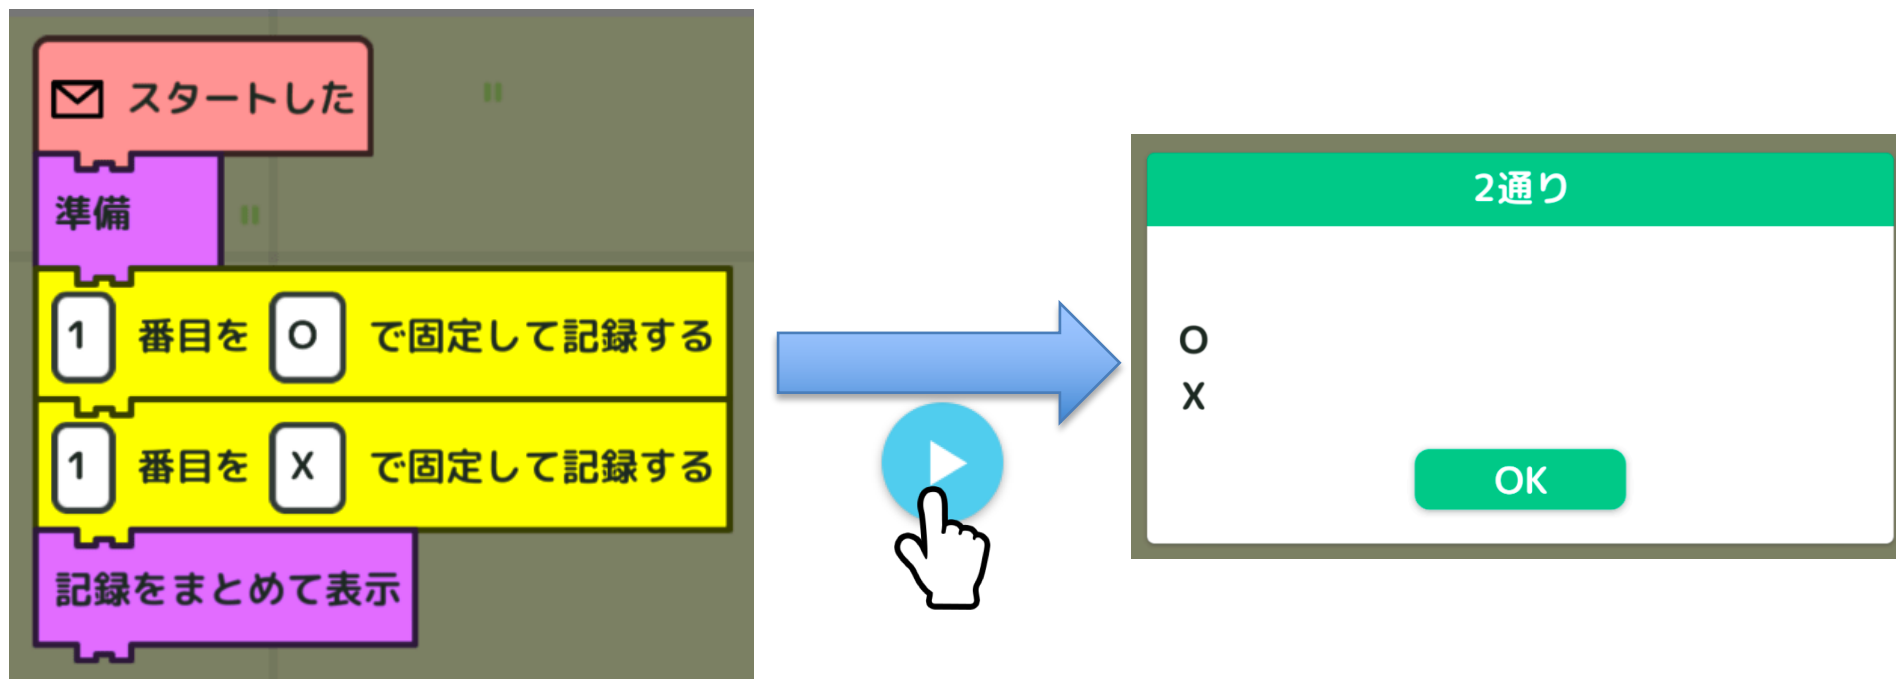 スタートした
準備
1 番目を O で固定して記録する
1 番目を X で固定して記録する
記録をまとめて表示
2通り
O
X
OK